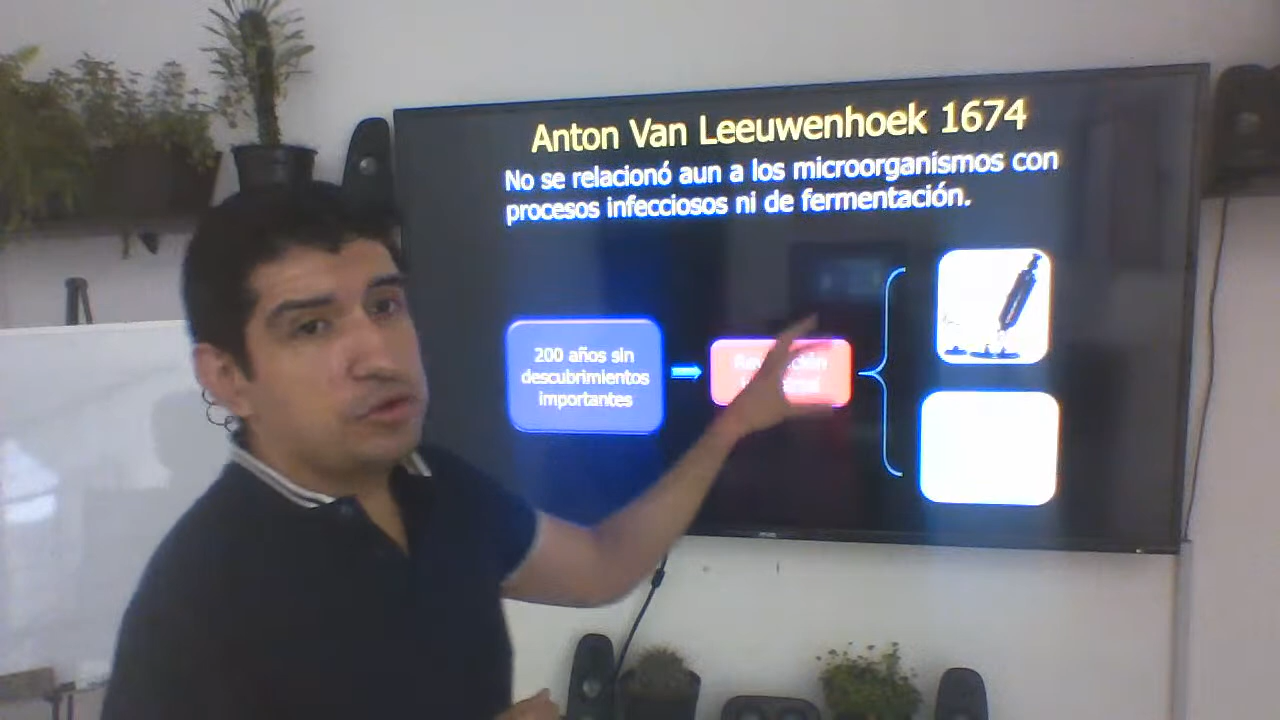 Anton Van Leeuwenhoek 1674
No se relacionó aun a los microorganismos con
procesos infecciosos ni de fermentación.
200 años sin
descubrimientos
importantes